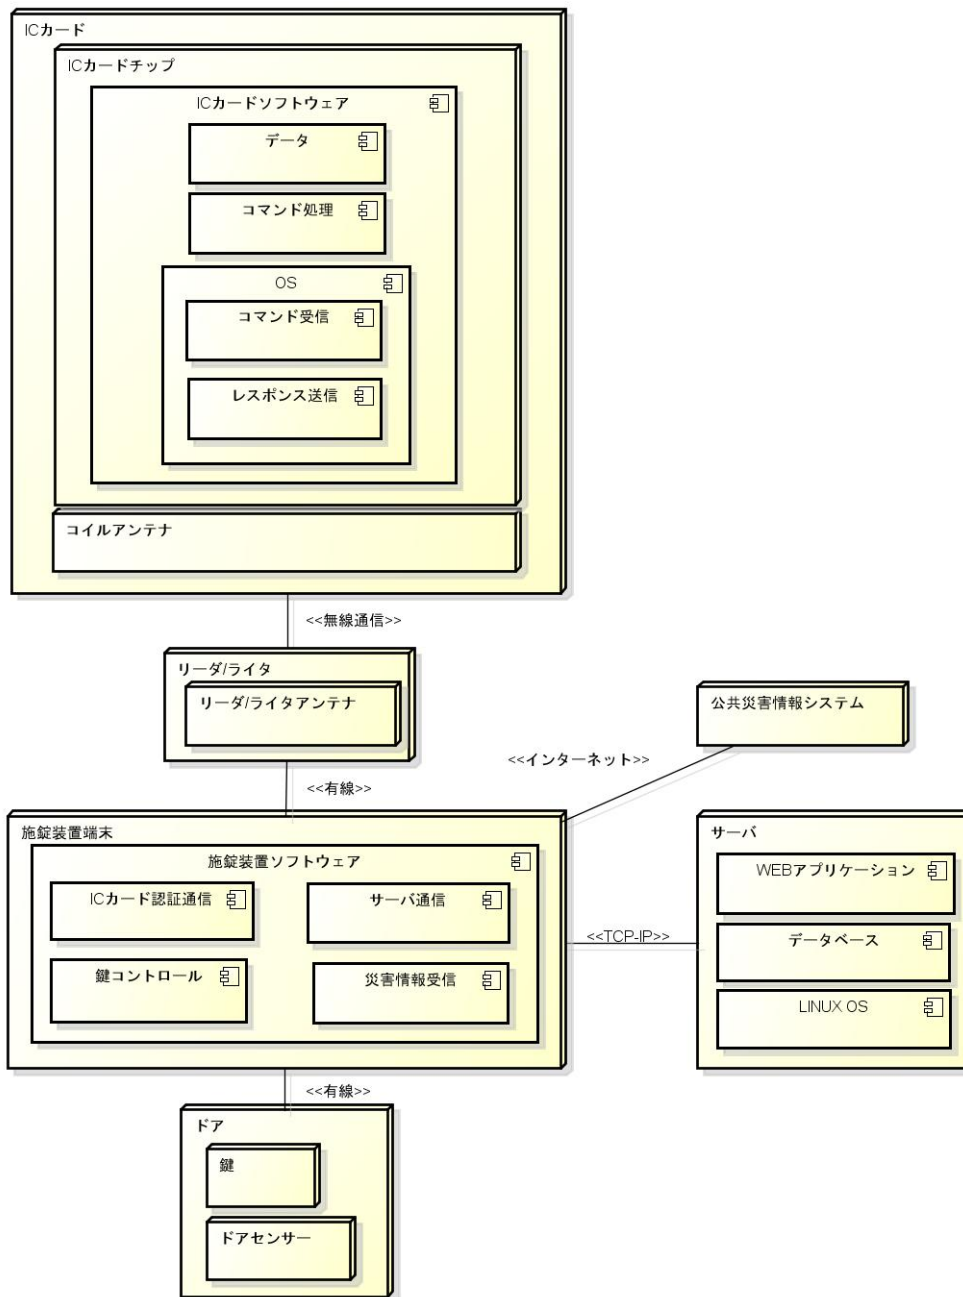 ICカード
ICカードチップ
ICカードソフトウェア
データ
コマンド処理
OS
コマンド受信
レスポンス送信
コイルアンテナ
<<無線通信>>
リーダ/ライタ
リーダ/ライタアンテナ
公共災害情報システム
<<インターネット>>
<<有線>>
施錠装置端末
施錠装置ソフトウェア
ICカード認証通信
サーバ通信
鍵コントロール
災害情報受信
<<TCP-IP>>
サーバ
WEBアプリケーション
データベース
LINUX OS
<<有線>>
ドア
鍵
ドアセンサー